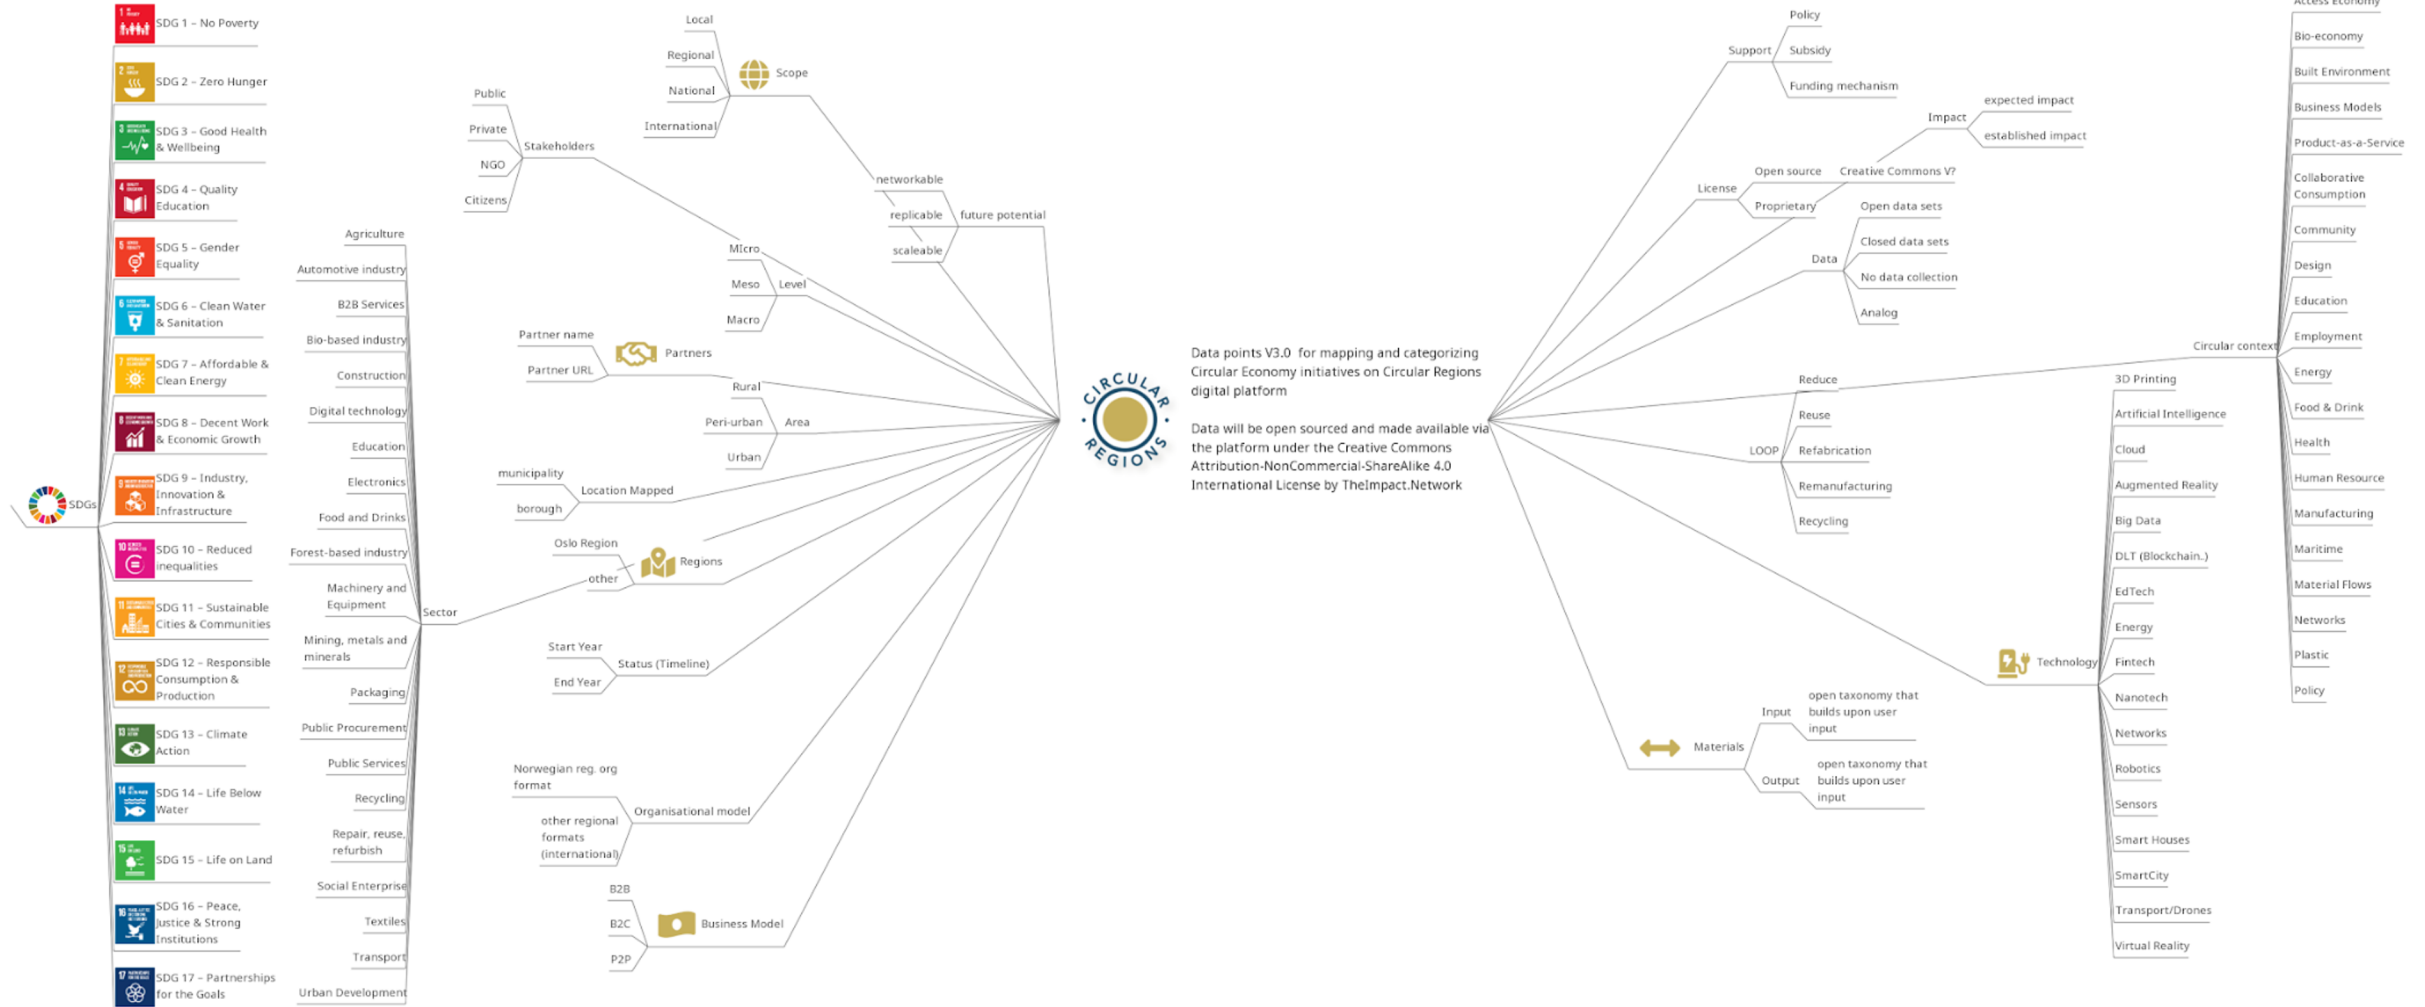 SDGs
SDG 1 – No Poverty
SDG 2 – Zero Hunger
SDG 3 – Good Health
& Wellbeing
SDG 4 – Quality
Education
SDG 5 – Gender
Equality
SDG 6 – Clean Water
& Sanitation
SDG 7 – Affordable &
Clean Energy
SDG 8 – Decent Work
& Economic Growth
SDG 9 – Industry,
Innovation &
Infrastructure
SDG 10 – Reduced
inequalities
SDG 11 – Sustainable
Cities & Communities
SDG 12 – Responsible
Consumption &
Production
SDG 13 – Climate
Action
SDG 14 – Life Below
Water
SDG 15 – Life on Land
SDG 16 – Peace,
Justice & Strong
Institutions
SDG 17 – Partnerships
for the Goals
Sector
Agriculture
Automotive industry
B2B Services
Bio-based industry
Construction
Digital technology
Education
Electronics
Food and Drinks
Forest-based industry
Machinery and
Equipment
Mining, metals and
minerals
Packaging
Public Procurement
Public Services
Recycling
Repair, reuse,
refurbish
Social Enterprise
Textiles
Transport
Urban Development
Scope
Local
Regional
National
International
Stakeholders
Public
Private
NGO
Citizens
future potential
networkable
replicable
scaleable
Level
MIcro
Meso
Macro
Partners
Partner name
Partner URL
Area
Rural
Peri-urban
Urban
Location Mapped
municipality
borough
Regions
Oslo Region
other
Status (Timeline)
Start Year
End Year
Organisational model
Norwegian reg. org
format
other regional
formats
(international)
Business Model
B2B
B2C
P2P
CIRCULAR
REGIONS
Data points V3.0 for mapping and categorizing
Circular Economy initiatives on Circular Regions
digital platform
Data will be open sourced and made available via
the platform under the Creative Commons
Attribution-NonCommercial-ShareAlike 4.0
International License by TheImpact.Network
Support
Policy
Subsidy
Funding mechanism
Impact
expected impact
established impact
License
Open source
Creative Commons V?
Proprietary
Data
Open data sets
Closed data sets
No data collection
Analog
Circular context
Access Economy
Bio-economy
Built Environment
Business Models
Product-as-a-Service
Collaborative
Consumption
Community
Design
Education
Employment
Energy
Food & Drink
Health
Human Resource
Manufacturing
Maritime
Material Flows
Networks
Plastic
Policy
LOOP
Reduce
Reuse
Refabrication
Remanufacturing
Recycling
Technology
3D Printing
Artificial Intelligence
Cloud
Augmented Reality
Big Data
DLT (Blockchain..)
EdTech
Energy
Fintech
Nanotech
Networks
Robotics
Sensors
Smart Houses
SmartCity
Transport/Drones
Virtual Reality
Materials
Input
open taxonomy that
builds upon user
input
Output
open taxonomy that
builds upon user
input